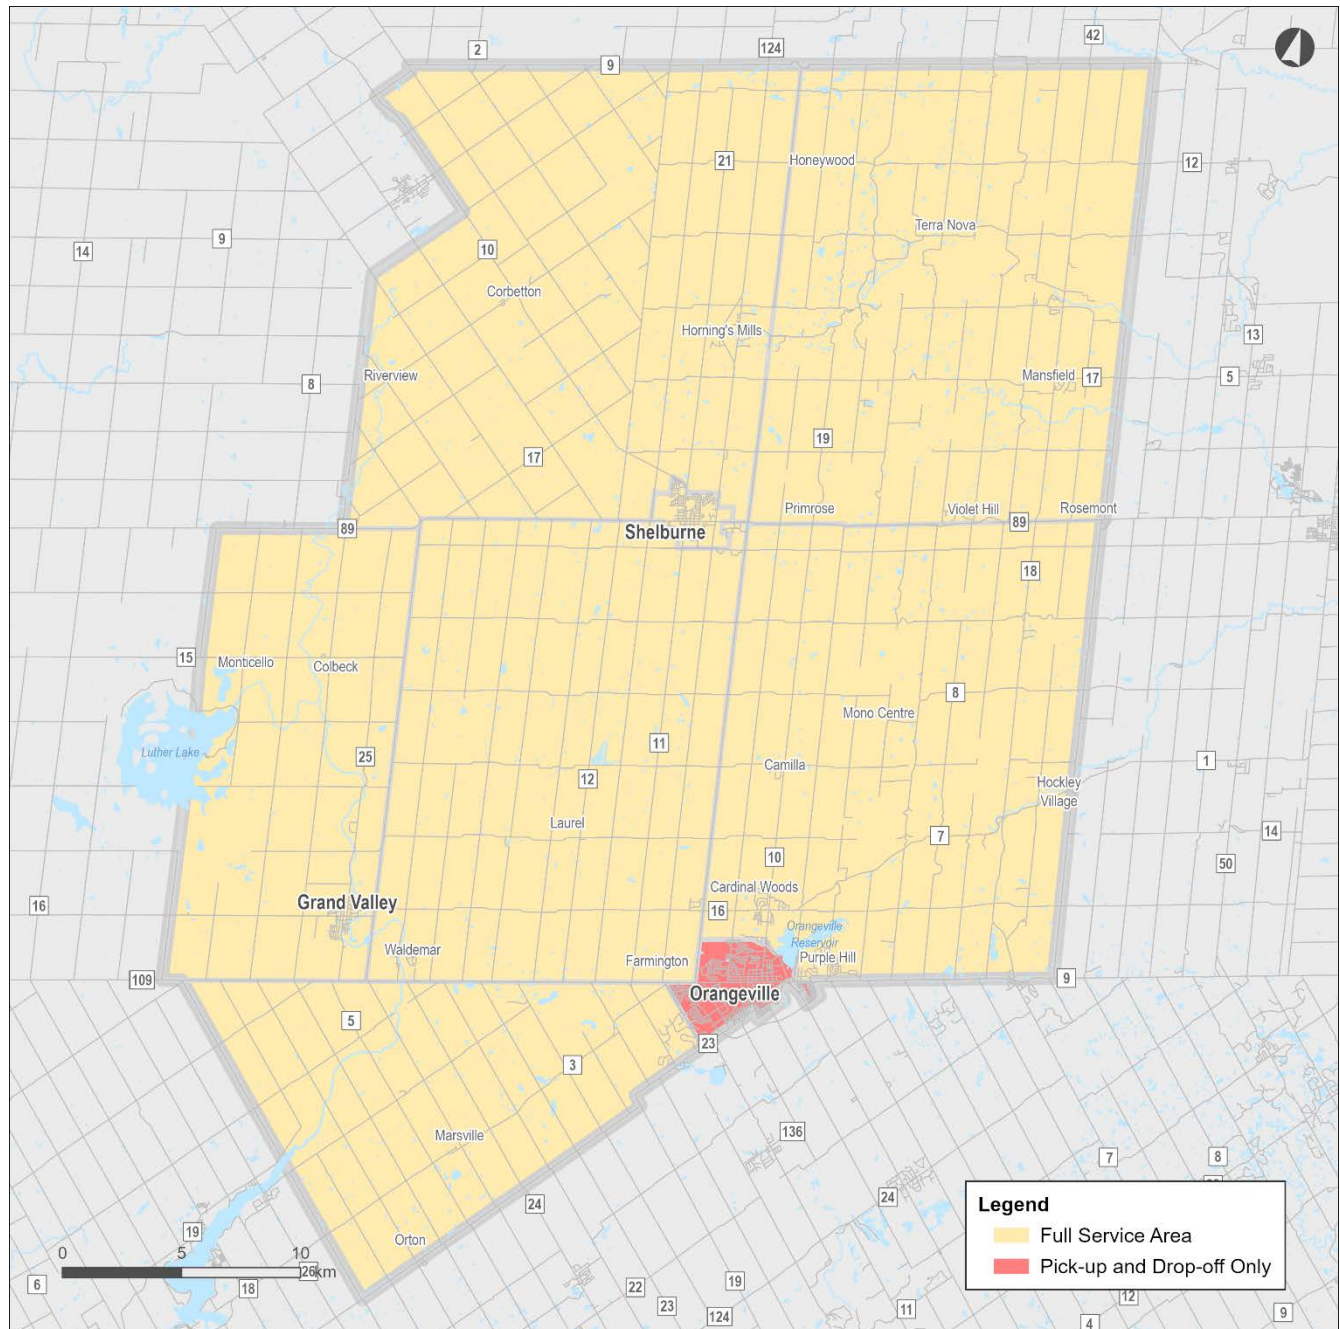 2
124
42
9
21
Honeywood
12
Terra Nova
9
14
10
Corbetton
Horning's Mills
13
8
Riverview
Mansfield
17
5
19
17
Primrose
Violet Hill
Rosemont
89
Shelburne
89
18
15
Monticello
Colbeck
8
Mono Centre
Luther Lake
25
11
12
Camilla
1
Hockley
Village
Laurel
7
14
10
50
Cardinal Woods
16
Grand Valley
16
Orangeville
Reservoir
Waldemar
Farmington
Purple Hill
109
9
Orangeville
5
23
3
Marsville
136
7
8
24
24
19
Orton
Legend
Full Service Area
Pick-up and Drop-off Only
0
5
10
km
26
6
18
22
19
23
124
11
12
9
4